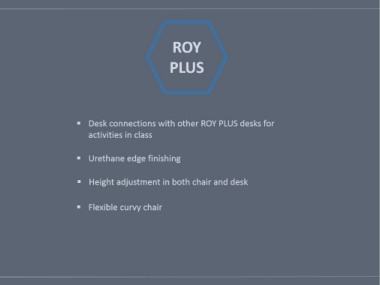 ROY
PLUS
▪ Desk connections with other ROY PLUS desks for
activities in class
▪ Urethane edge finishing
▪ Height adjustment in both chair and desk
▪ Flexible curvy chair